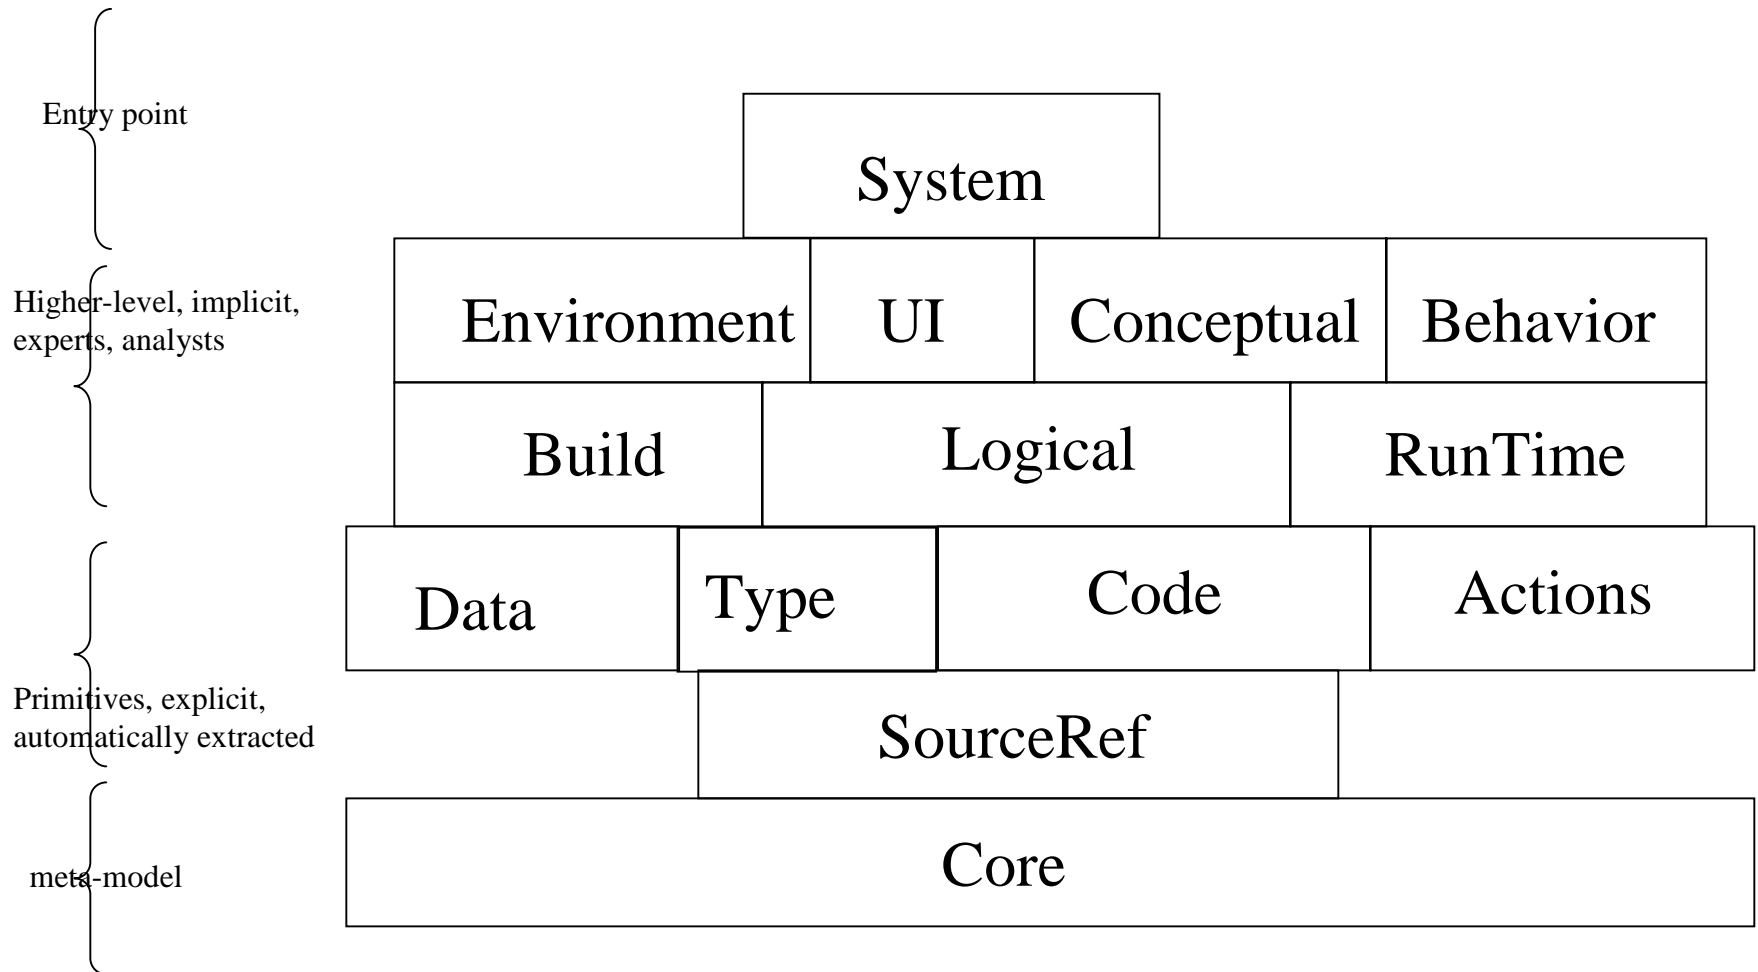 Entry point
System
Higher-level, implicit,
experts, analysts
Environment
UI
Conceptual
Behavior
Build
Logical
RunTime
Data
Type
Code
Actions
Primitives, explicit,
automatically extracted
SourceRef
meta-model
Core